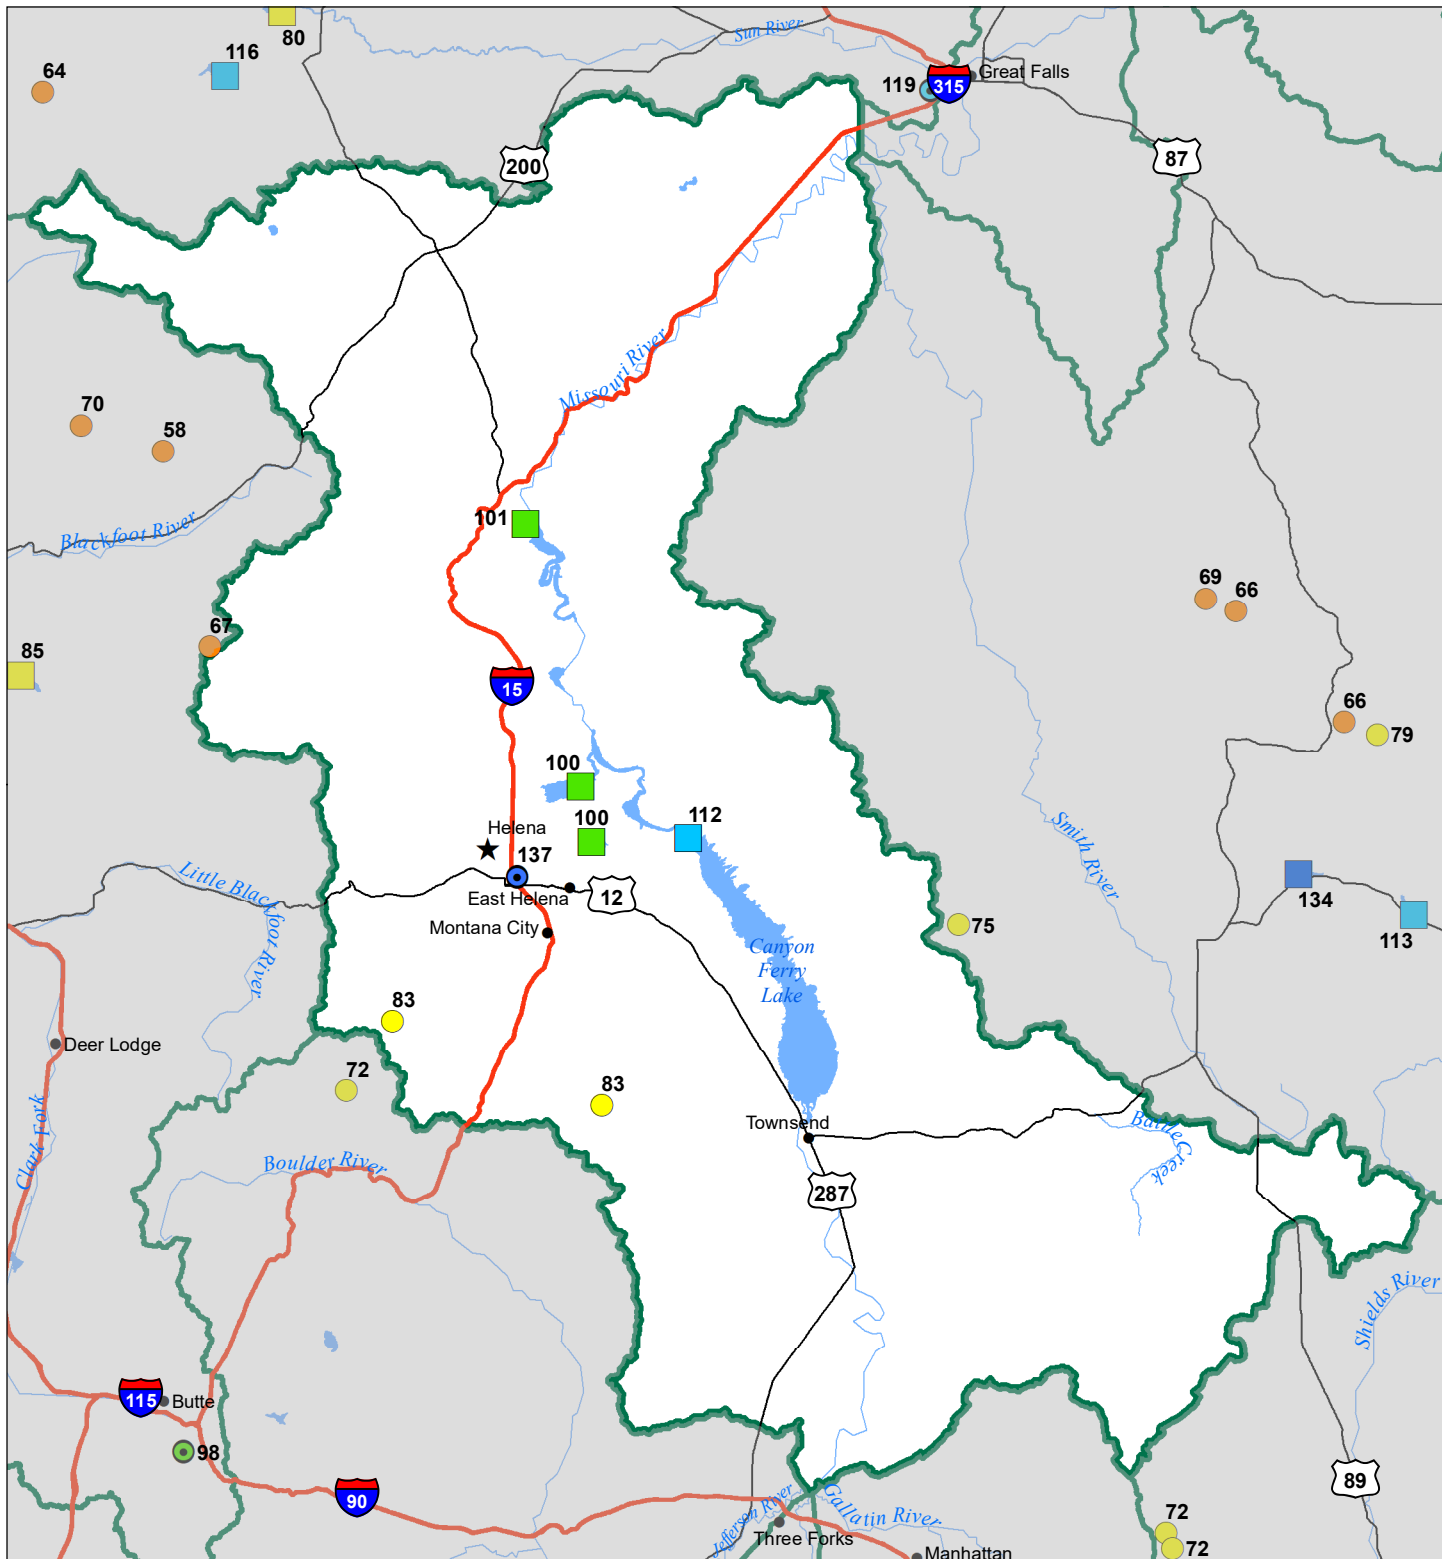 80
Sun River
116
64
Great Falls
119
315
200
87
Missouri River
70
58
101
Blackfoot River
69
66
67
85
15
66
79
100
112
Helena
100
137
Smith River
Little Blackfoot River
East Helena
12
134
Montana City
75
113
Canyon
Ferry
Lake
83
Deer Lodge
72
83
Clark Fork
Townsend
Battle Creek
Boulder River
287
Shields River
115
Butte
98
89
90
Jefferson River
Gallatin River
72
Three Forks
72
Manhattan